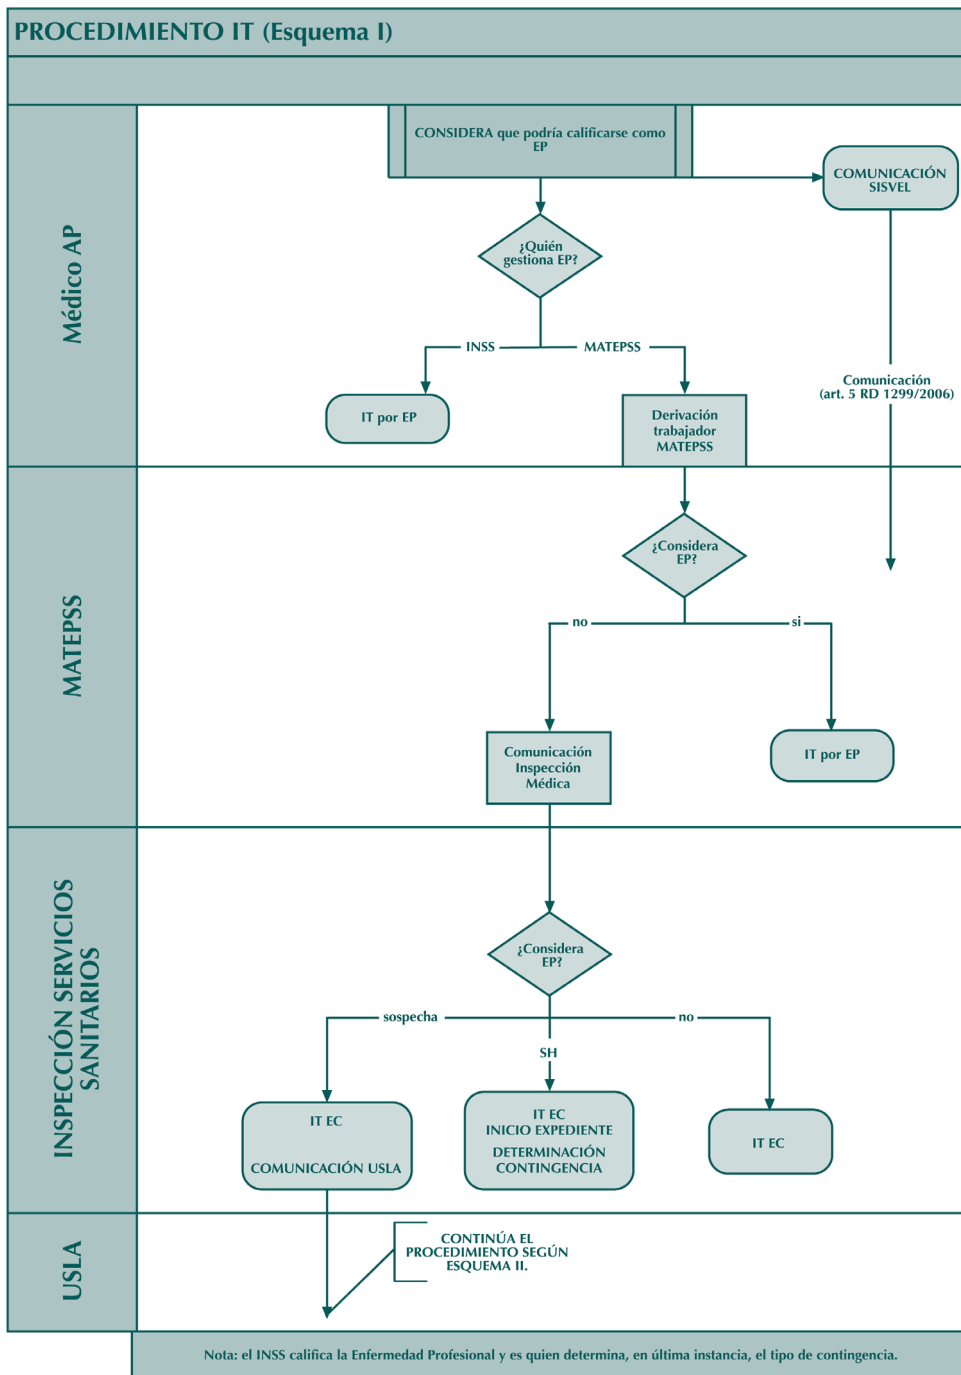 PROCEDIMIENTO IT (Esquema I)
Médico AP
CONSIDERA que podría calificarse como
EP
COMUNICACIÓN
SISVEL
¿Quién
gestiona EP?
INSS
MATEPSS
Comunicación
(art. 5 RD 1299/2006)
IT por EP
Derivación
trabajador
MATEPSS
MATEPSS
¿Considera
EP?
no
si
Comunicación
Inspección
Médica
IT por EP
INSPECCIÓN SERVICIOS
SANITARIOS
¿Considera
EP?
sospecha
SH
no
IT EC
COMUNICACIÓN USLA
IT EC
INICIO EXPEDIENTE
DETERMINACIÓN
CONTINGENCIA
IT EC
USLA
CONTINÚA EL
PROCEDIMIENTO SEGÚN
ESQUEMA II.
Nota: el INSS califica la Enfermedad Profesional y es quien determina, en última instancia, el tipo de contingencia.